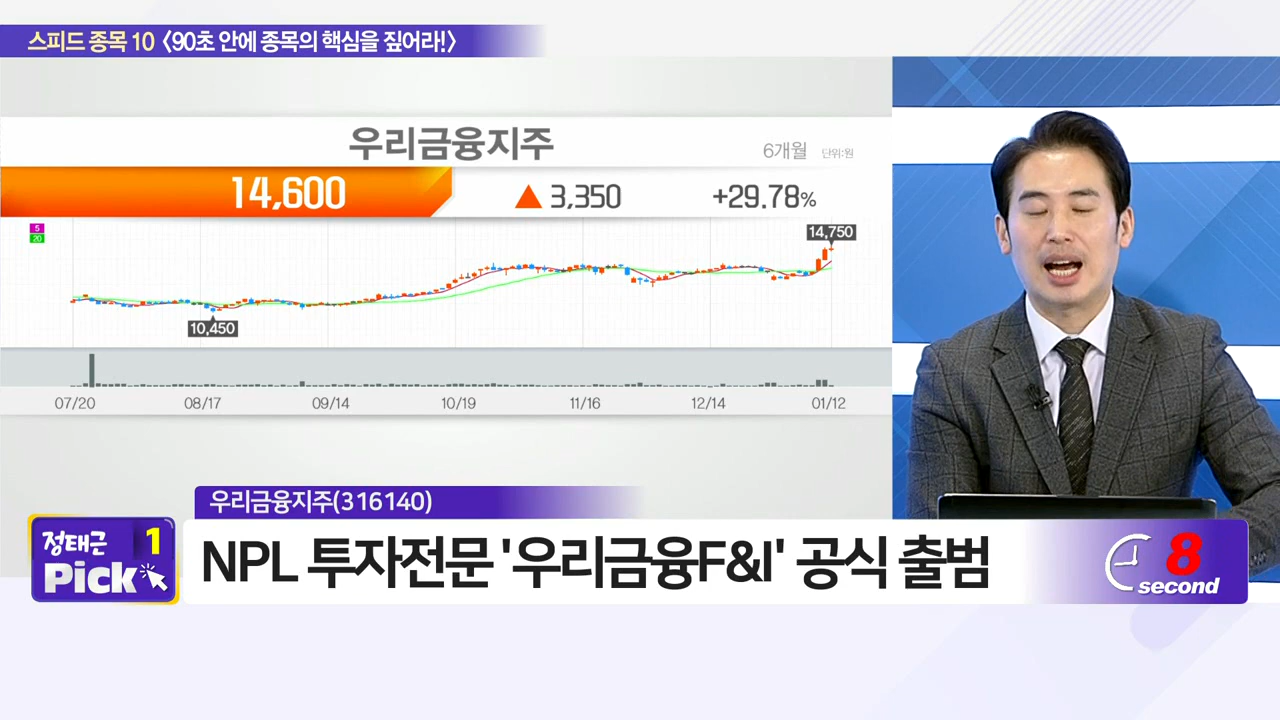 스피드 종목 10 <90초 안에 종목의 핵심을 짚어라!>
우리금융지주
6개월 단위:원
14,600 ▲ 3,350 +29.78%
5
20
14,750
10,450
07/20 08/17 09/14 10/19 11/16 12/14 01/12
우리금융지주(316140)
정태근 1
Pick
NPL 투자전문 '우리금융F&I' 공식 출범
8
second